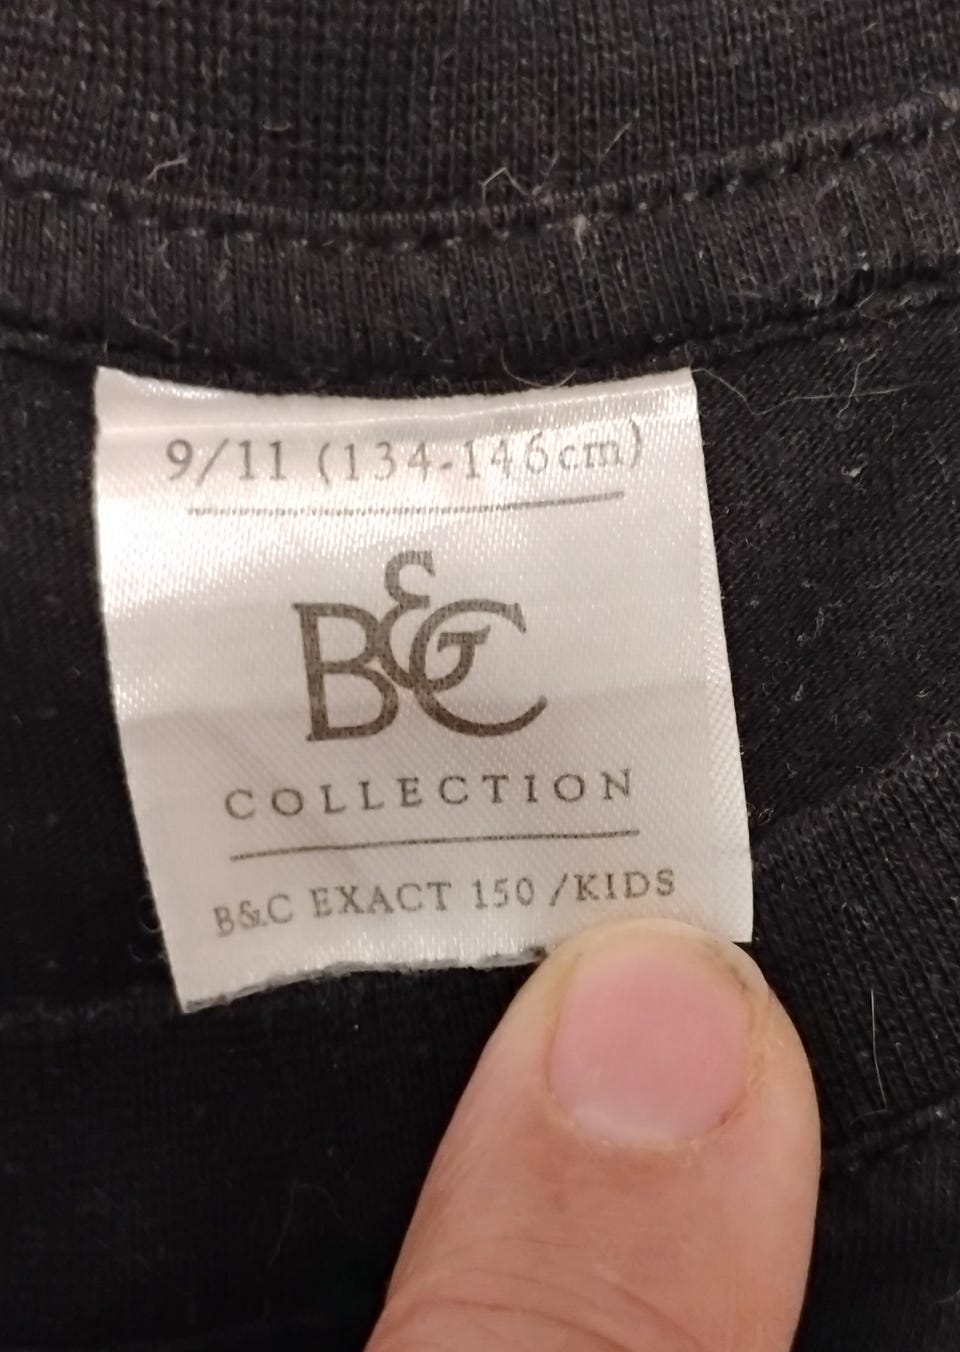 9/11 (134-146cm)
B&C
COLLECTION
B&C EXACT 150 /KIDS